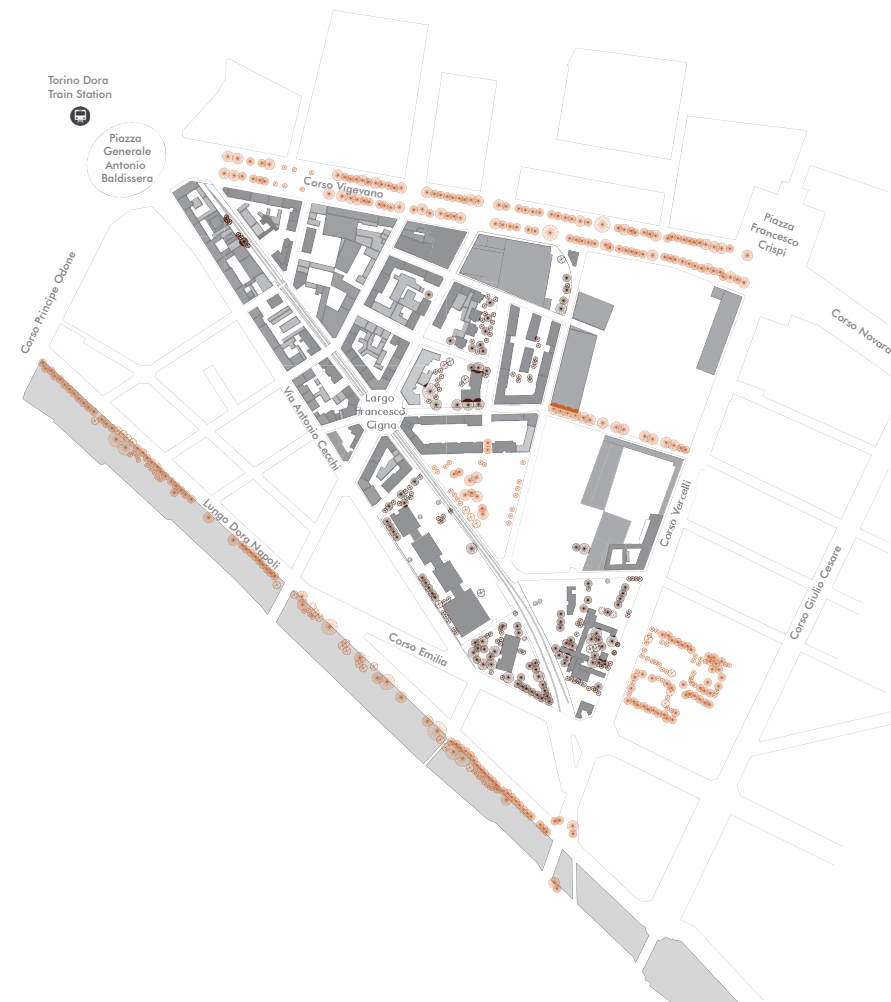 Torino Dora
Train Station
Piazza
Generale
Antonio
Baldissera
Corso Vigevano
Piazza
Francesco
Crispi
Corso Novara
Corso Principe Odone
Via Antonio Cecchi
Largo
Francesco
Cigna
Lungo Dora Napoli
Corso Vercelli
Corso Giulio Cesare
Corso Emilia